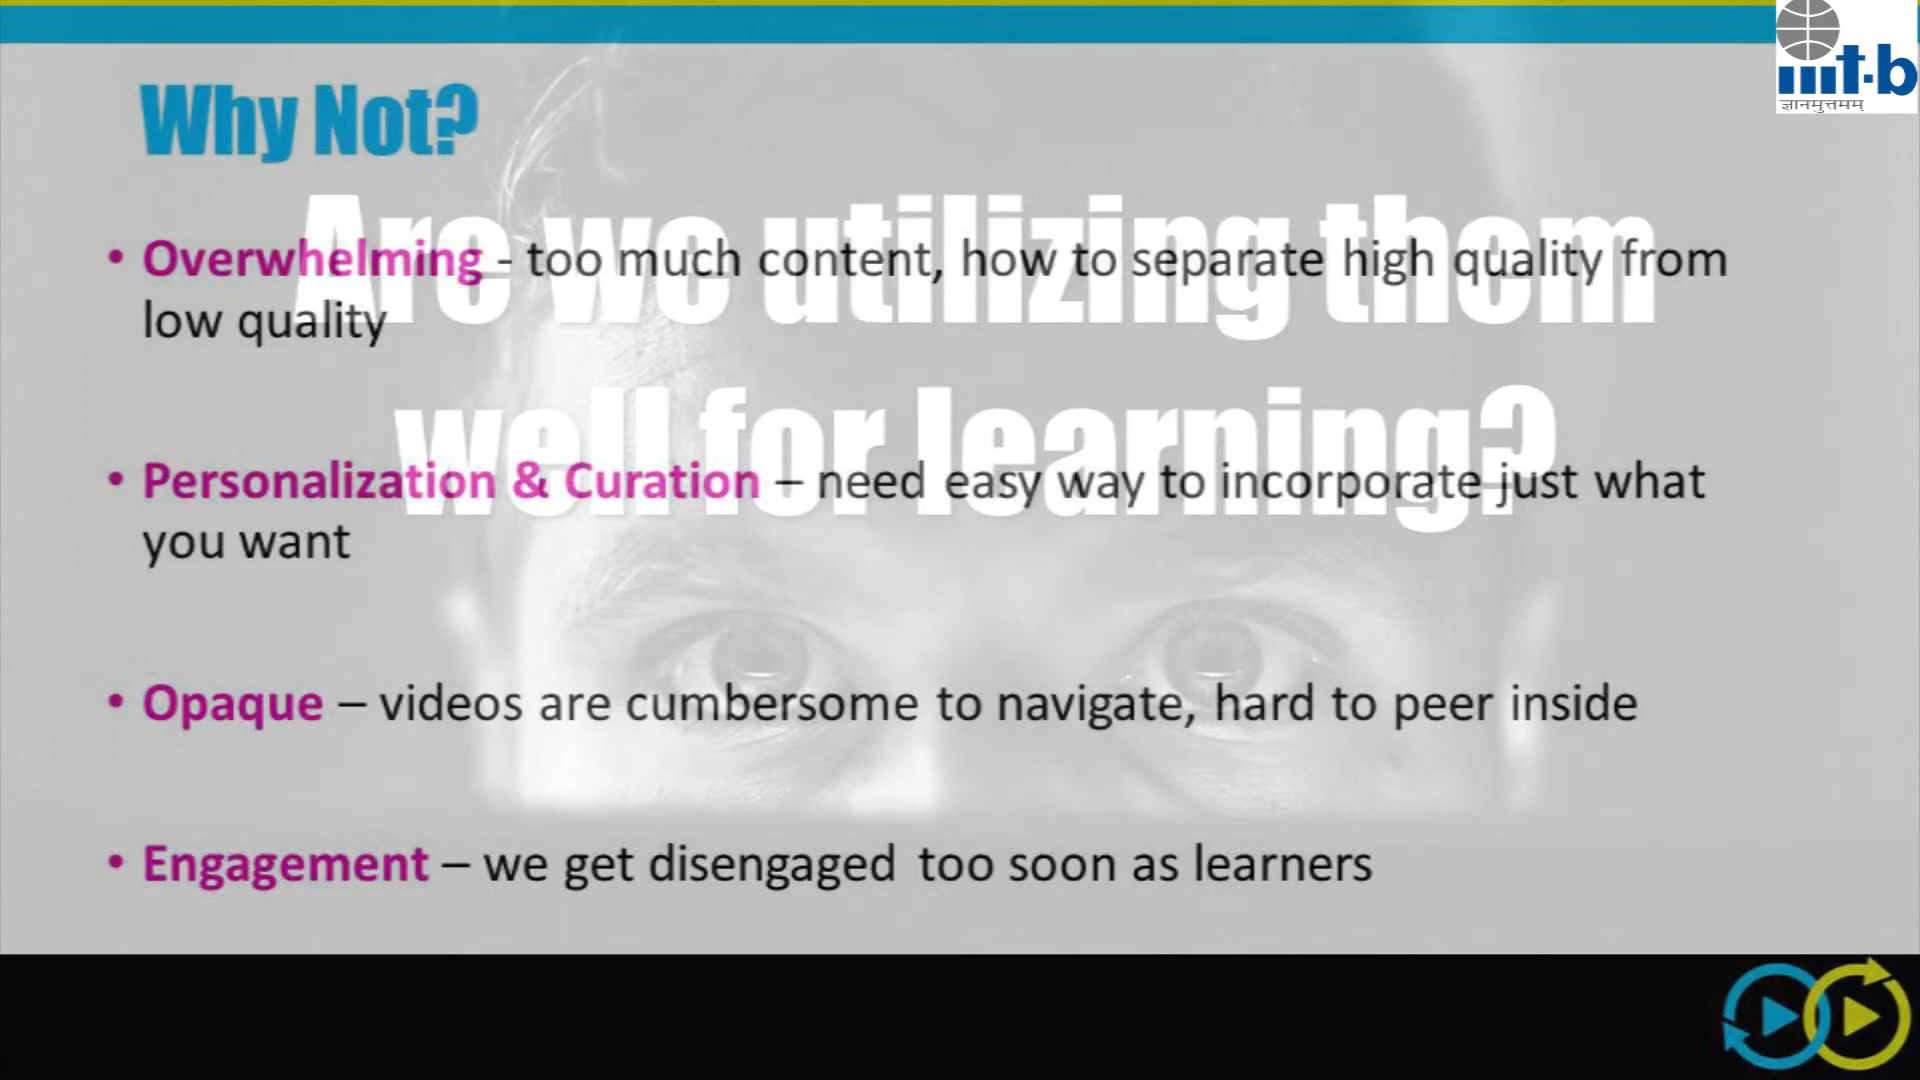 iiit-b
ज्ञानमुत्तमम्
Why Not?
Are we utilizing them
well for learning?
• Overwhelming - too much content, how to separate high quality from
low quality
• Personalization & Curation – need easy way to incorporate just what
you want
• Opaque – videos are cumbersome to navigate, hard to peer inside
• Engagement – we get disengaged too soon as learners